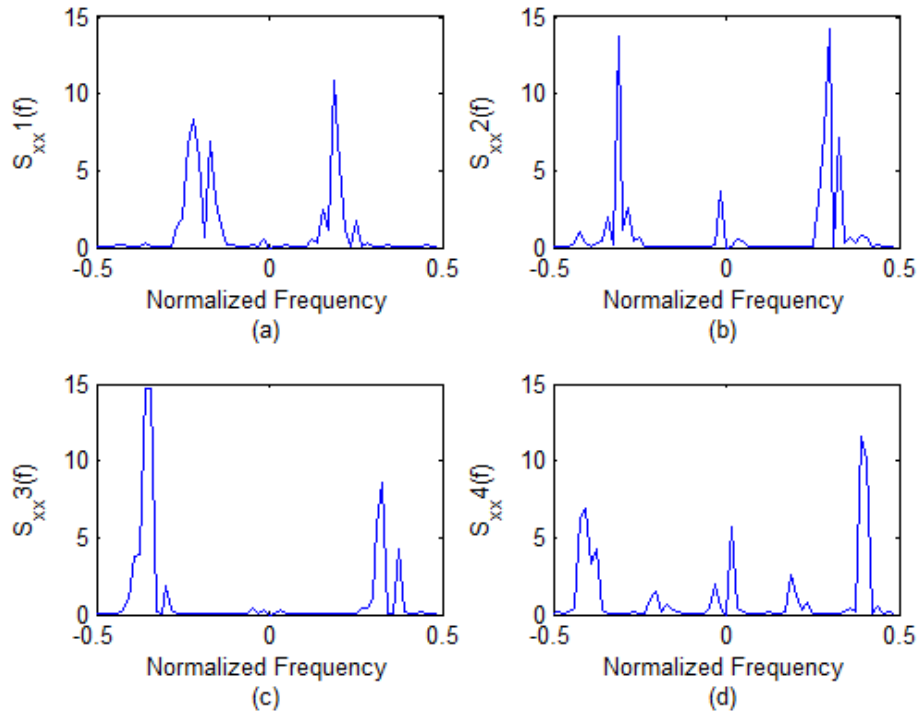 15
10
5
0
S_xx1(f)
-0.5 0 0.5
Normalized Frequency
(a)
15
10
5
0
S_xx2(f)
-0.5 0 0.5
Normalized Frequency
(b)
15
10
5
0
S_xx3(f)
-0.5 0 0.5
Normalized Frequency
(c)
15
10
5
0
S_xx4(f)
-0.5 0 0.5
Normalized Frequency
(d)